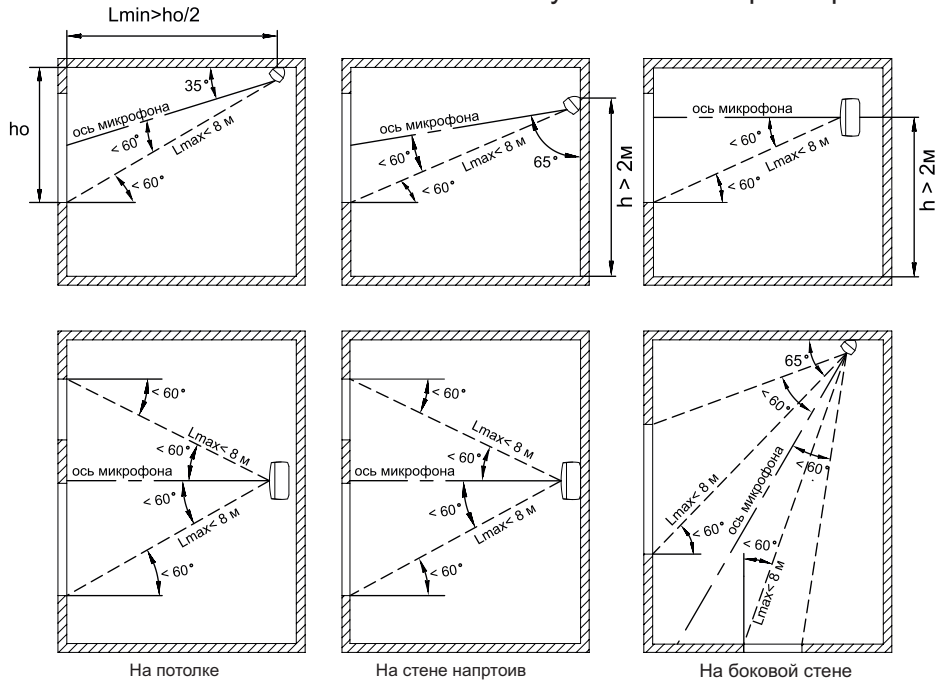 Lmin>ho/2
35°
ось микрофона
< 60°
Lmax< 8 м
< 60°
ho
ось микрофона
< 60°
Lmax< 8 м
65°
< 60°
h > 2м
ось микрофона
< 60°
Lmax< 8 м
< 60°
h > 2м
< 60°
Lmax< 8 м
< 60°
ось микрофона
< 60°
Lmax< 8 м
< 60°
< 60°
Lmax< 8 м
< 60°
ось микрофона
< 60°
Lmax< 8 м
< 60°
65°
< 60°
< 60°
Lmax< 8 м
ось микрофона
< 60°
< 60°
Lmax< 8 м
На потолке
На стене напртоив
На боковой стене